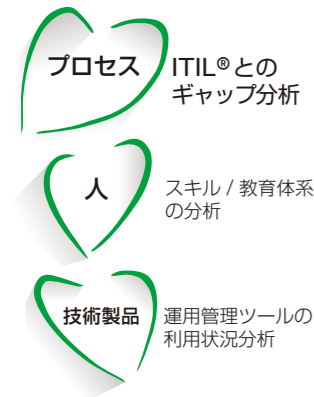 プロセス
ITIL®との
ギャップ分析
人
スキル / 教育体系
の分析
技術製品
運用管理ツールの
利用状況分析